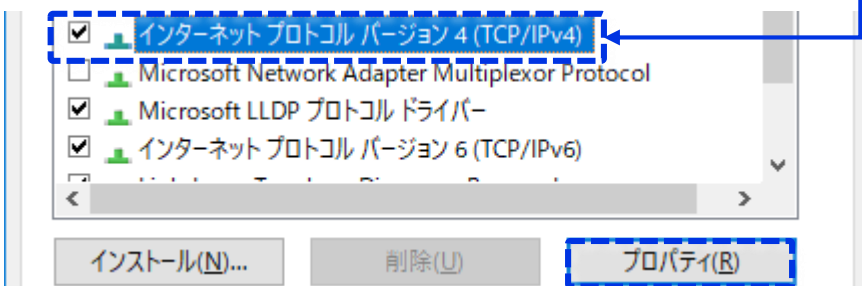 インターネット プロトコル バージョン 4 (TCP/IPv4)
Microsoft Network Adapter Multiplexor Protocol
Microsoft LLDP プロトコル ドライバー
インターネット プロトコル バージョン 6 (TCP/IPv6)
インストール(N)...
削除(U)
プロパティ(R)